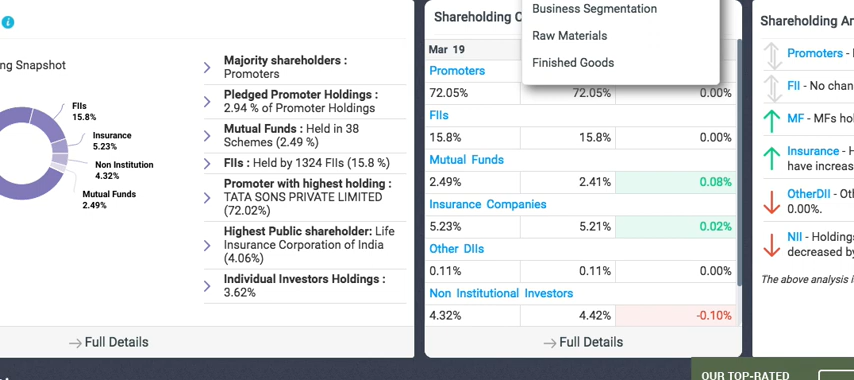 ng Snapshot
FIIs
15.8%
Insurance
5.23%
Non Institution
4.32%
Mutual Funds
2.49%
Majority shareholders :
Promoters
Pledged Promoter Holdings :
2.94 % of Promoter Holdings
Mutual Funds : Held in 38
Schemes (2.49 %)
FIIs : Held by 1324 FIIs (15.8 %)
Promoter with highest holding :
TATA SONS PRIVATE LIMITED
(72.02%)
Highest Public shareholder: Life
Insurance Corporation of India
(4.06%)
Individual Investors Holdings :
3.62%
Full Details
Shareholding C
Business Segmentation
Raw Materials
Finished Goods
Mar 19
Promoters
72.05% 72.05% 0.00%
FIIs
15.8% 15.8% 0.00%
Mutual Funds
2.49% 2.41% 0.08%
Insurance Companies
5.23% 5.21% 0.02%
Other DIIs
0.11% 0.11% 0.00%
Non Institutional Investors
4.32% 4.42% -0.10%
Full Details
Shareholding An
Promoters -
FII - No chan
MF - MFs hol
Insurance - H
have increas
OtherDII - Oth
0.00%.
NII - Holdings
decreased by
The above analysis i
OUR TOP-RATED